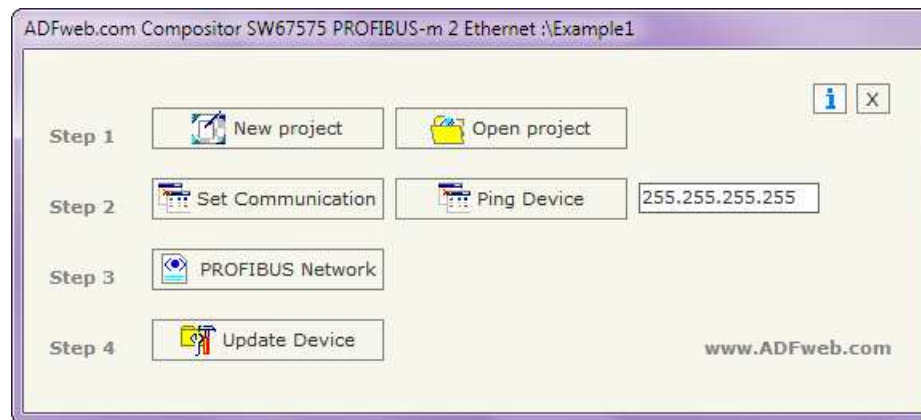 ADFweb.com Compositor SW67575 PROFIBUS-m 2 Ethernet :\Example1
i X
Step 1 New project Open project
Step 2 Set Communication Ping Device 255.255.255.255
Step 3 PROFIBUS Network
Step 4 Update Device
www.ADFweb.com